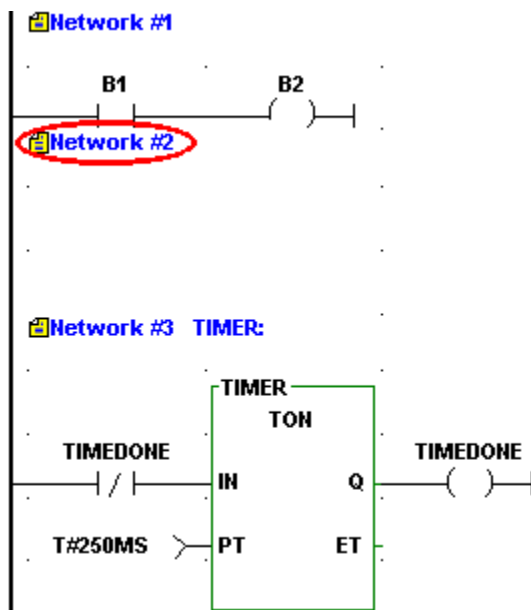 Network #1
B1 B2
Network #2
Network #3 TIMER:
TIMER
TON
TIMEDONE TIMEDONE
IN Q
T#250MS PT ET